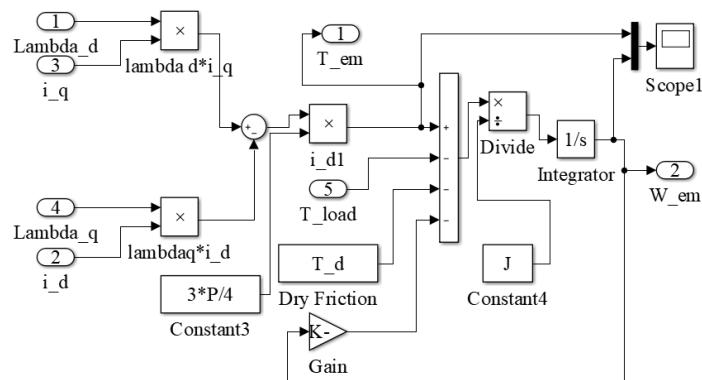 1
Lambda_d
3
i_q
×
lambda d*i_q
4
Lambda_q
2
i_d
×
lambdaq*i_d
+
−
3*P/4
Constant3
×
i_d1
1
T_em
5
T_load
T_d
Dry Friction
K-
Gain
+
−
−
−
×
÷
Divide
J
Constant4
1/s
Integrator
Scope1
2
W_em